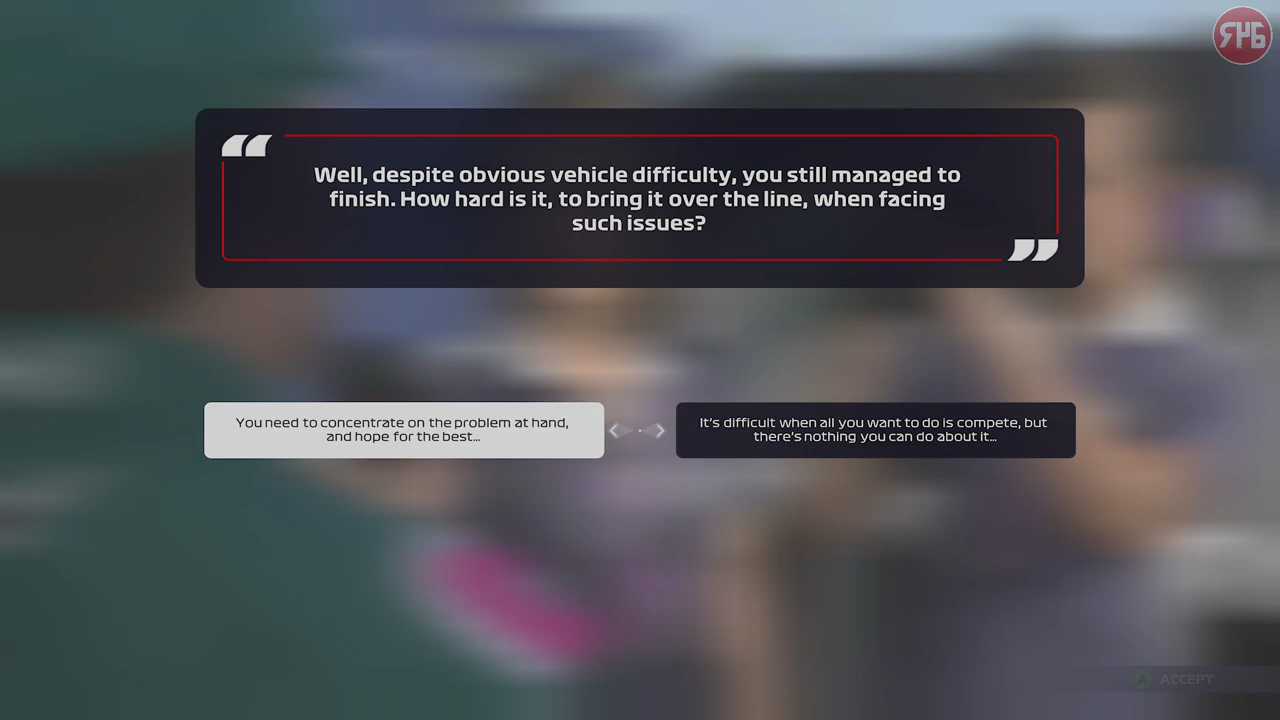 ЯНБ
Well, despite obvious vehicle difficulty, you still managed to
finish. How hard is it, to bring it over the line, when facing
such issues?
You need to concentrate on the problem at hand,
and hope for the best...
It's difficult when all you want to do is compete, but
there's nothing you can do about it...
A ACCEPT